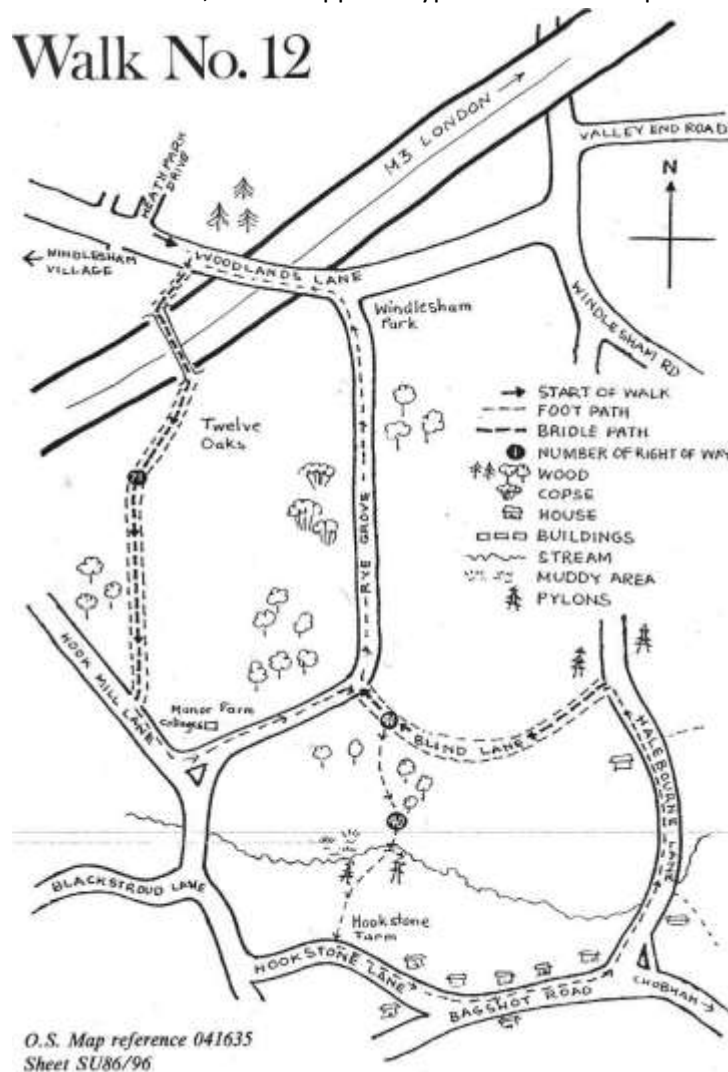 Walk No. 12
M3 LONDON
VALLEY END ROAD
HEATH PARK
DRIVE
N
WINDLESHAM
VILLAGE
WOODLANDS LANE
Windlesham
Park
WINDLESHAM RD
START OF WALK
FOOT PATH
BRIDLE PATH
NUMBER OF RIGHT OF WAY
WOOD
COPSE
HOUSE
BUILDINGS
STREAM
MUDDY AREA
PYLONS
Twelve
Oaks
RYE GROVE
HOOK MILL LANE
Manor Farm
Cottages
BLIND LANE
HALEBOURNE LANE
BLACKSTROUD LANE
Hookstone
Farm
HOOKSTONE LANE
BAGSHOT ROAD
CHOBHAM
O.S. Map reference 041635
Sheet SU86/96